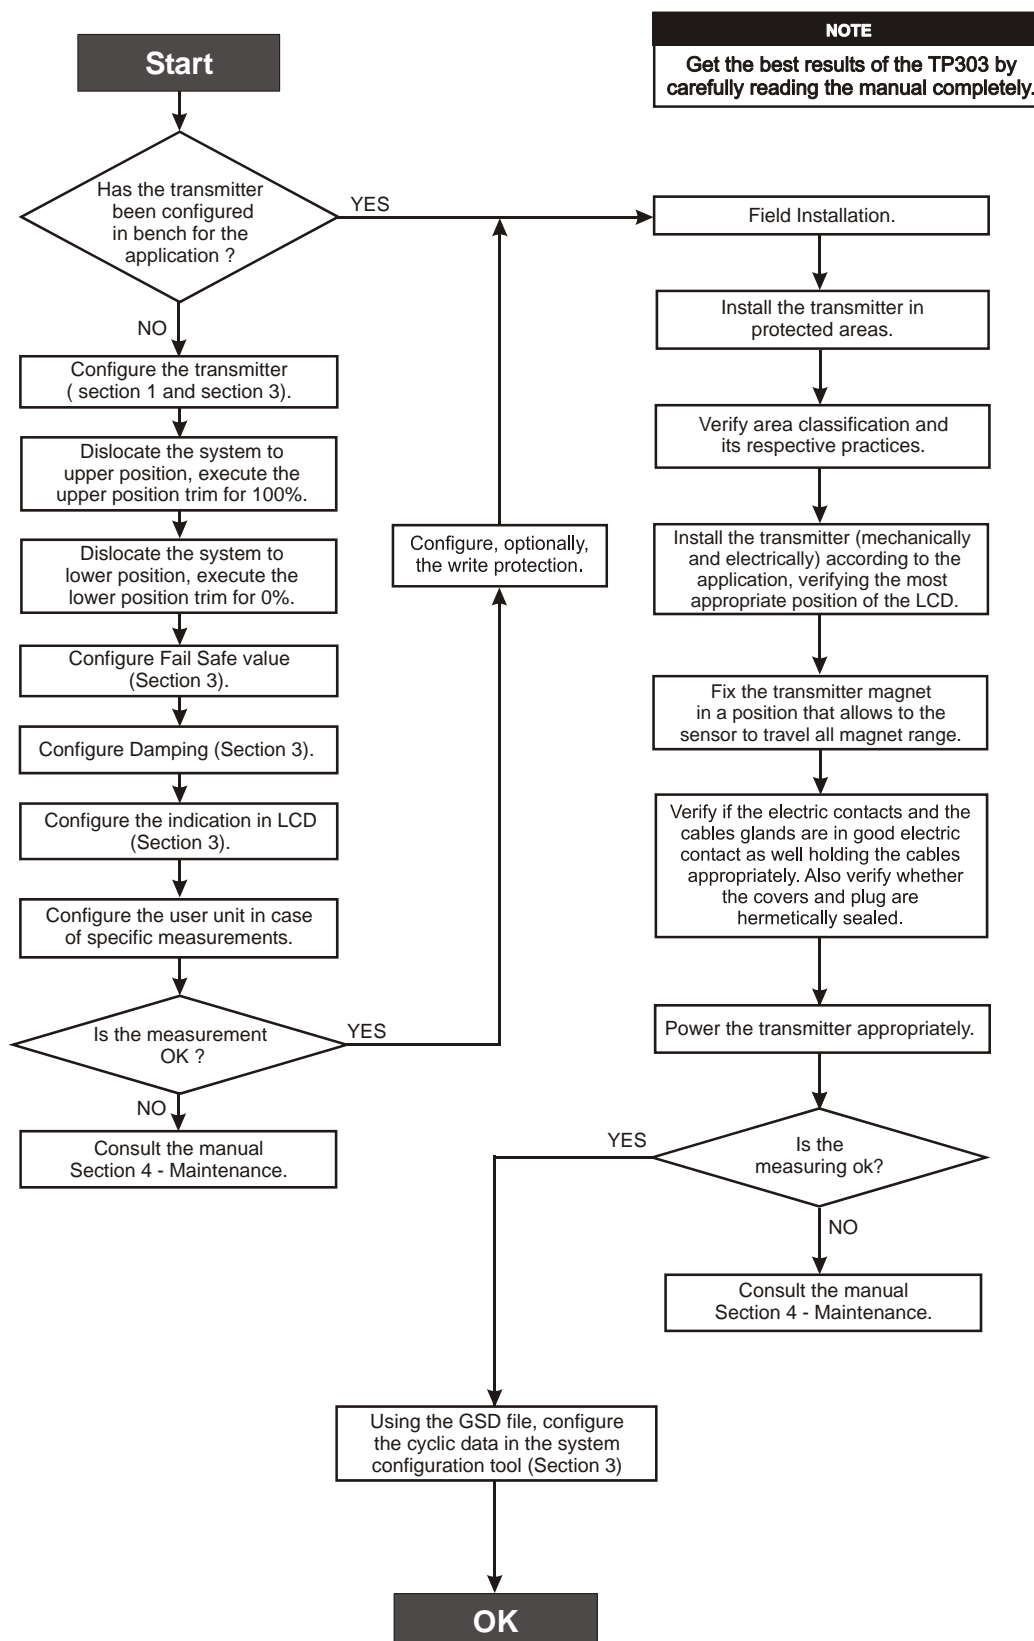 Start
NOTE
Get the best results of the TP303 by
carefully reading the manual completely.
Has the transmitter
been configured
in bench for the
application ?
YES
NO
Configure the transmitter
( section 1 and section 3).
Dislocate the system to
upper position, execute the
upper position trim for 100%.
Dislocate the system to
lower position, execute the
lower position trim for 0%.
Configure Fail Safe value
(Section 3).
Configure Damping (Section 3).
Configure the indication in LCD
(Section 3).
Configure the user unit in case
of specific measurements.
Is the measurement
OK ?
YES
NO
Consult the manual
Section 4 - Maintenance.
Configure, optionally,
the write protection.
Field Installation.
Install the transmitter in
protected areas.
Verify area classification and
its respective practices.
Install the transmitter (mechanically
and electrically) according to the
application, verifying the most
appropriate position of the LCD.
Fix the transmitter magnet
in a position that allows to the
sensor to travel all magnet range.
Verify if the electric contacts and the
cables glands are in good electric
contact as well holding the cables
appropriately. Also verify whether
the covers and plug are
hermetically sealed.
Power the transmitter appropriately.
Is the
measuring ok?
YES
NO
Consult the manual
Section 4 - Maintenance.
Using the GSD file, configure
the cyclic data in the system
configuration tool (Section 3)
OK